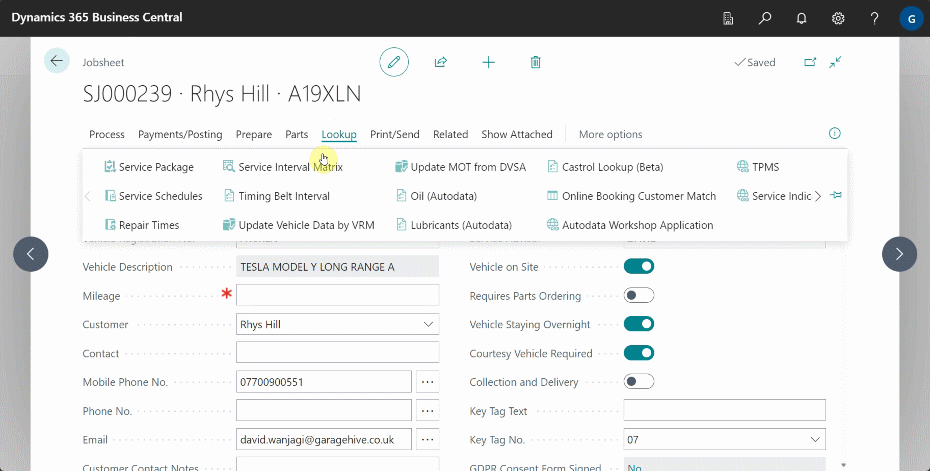 Dynamics 365 Business Central
G
Jobsheet
Saved
SJ000239 · Rhys Hill · A19XLN
Process Payments/Posting Prepare Parts Lookup Print/Send Related Show Attached More options
Service Package Service Interval Matrix Update MOT from DVSA Castrol Lookup (Beta) TPMS
Service Schedules Timing Belt Interval Oil (Autodata) Online Booking Customer Match Service Indic
Repair Times Update Vehicle Data by VRM Lubricants (Autodata) Autodata Workshop Application
Vehicle Description TESLA MODEL Y LONG RANGE A Vehicle on Site
Mileage * Requires Parts Ordering
Customer Rhys Hill Vehicle Staying Overnight
Contact Courtesy Vehicle Required
Mobile Phone No. 07700900551 Collection and Delivery
Phone No. Key Tag Text
Email david.wanjagi@garagehive.co.uk Key Tag No. 07
Customer Contact Notes GDPR Consent Form Signed No